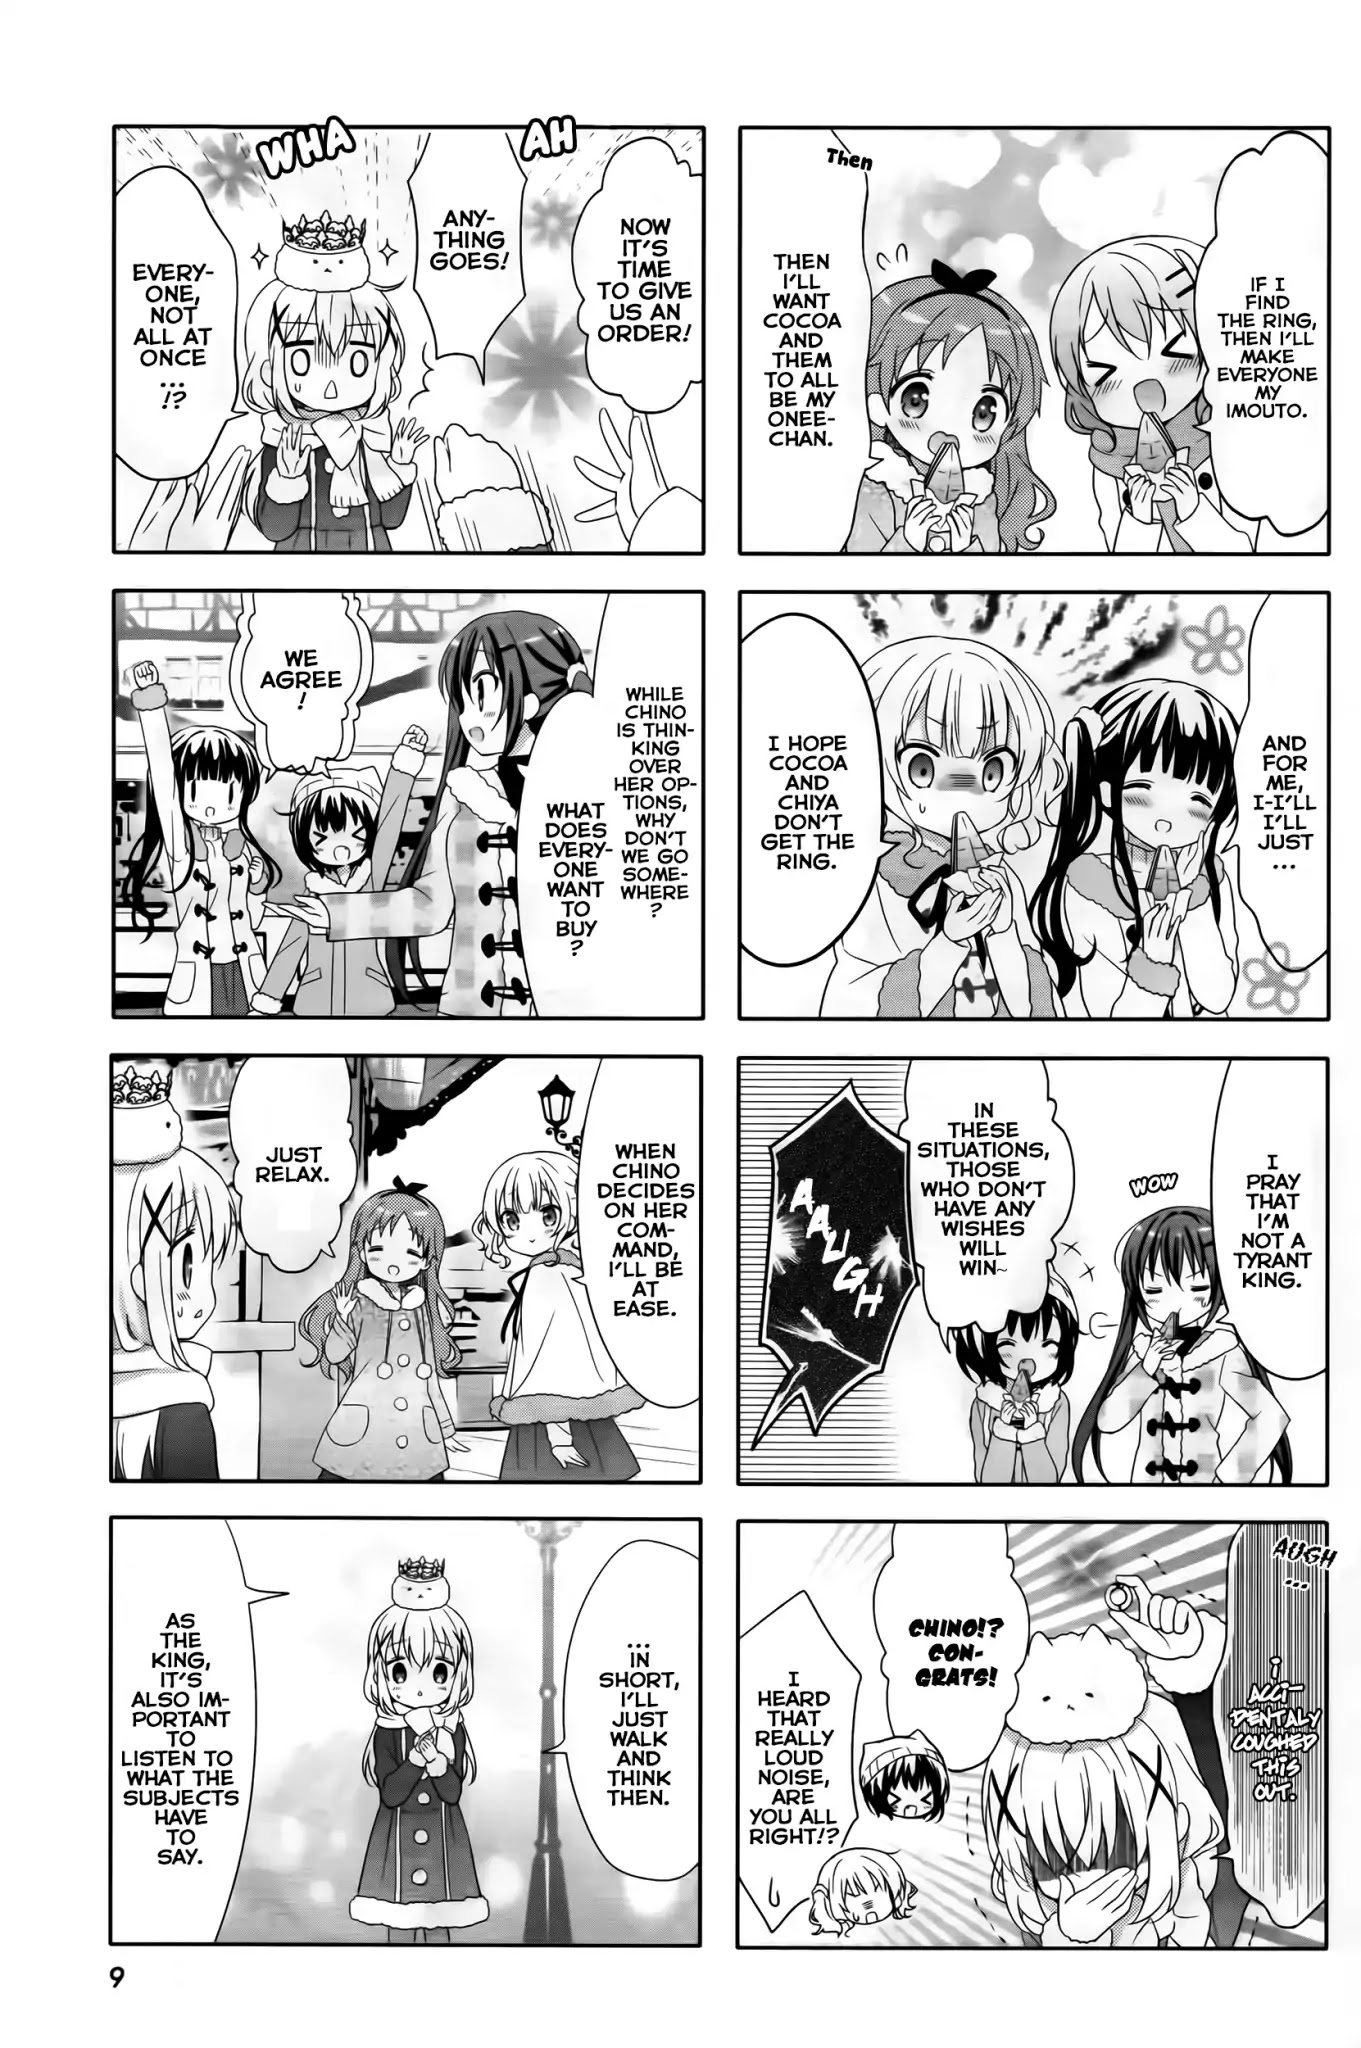 IF I
FIND
THE RING,
THEN I'LL
MAKE
EVERYONE
MY
IMOUTO.
Then
THEN
I'LL
WANT
COCOA
AND
THEM
TO ALL
BE MY
ONEE-
CHAN.
AND
FOR
ME,
I-I'LL
I'LL
JUST
...
I HOPE
COCOA
AND
CHIYA
DON'T
GET THE
RING.
I
PRAY
THAT
I'M
NOT A
TYRANT
KING.
WOW
IN
THESE
SITUATIONS,
THOSE
WHO DON'T
HAVE ANY
WISHES
WILL
WIN~
AAUGH
AUGH
...
I
ACCI-
DENTALY
COUGHED
THIS
OUT.
CHINO!?
CON-
GRATS!
I
HEARD
THAT
REALLY
LOUD
NOISE,
ARE
YOU ALL
RIGHT!?
NOW
IT'S
TIME
TO GIVE
US AN
ORDER!
AH
ANY-
THING
GOES!
WHA
EVERY-
ONE,
NOT
ALL AT
ONCE
...
!?
WHILE
CHINO
IS THIN-
KING
OVER
HER OP-
TIONS,
WHY
DON'T
WE GO
SOME-
WHERE
?
WHAT
DOES
EVERY-
ONE
WANT
TO
BUY
?
WE
AGREE
!
WHEN
CHINO
DECIDES
ON HER
COM-
MAND,
I'LL BE
AT
EASE.
JUST
RELAX.
...
IN
SHORT,
I'LL
JUST
WALK
AND
THINK
THEN.
AS
THE
KING,
IT'S
ALSO IM-
PORTANT
TO
LISTEN TO
WHAT THE
SUBJECTS
HAVE
TO
SAY.
9